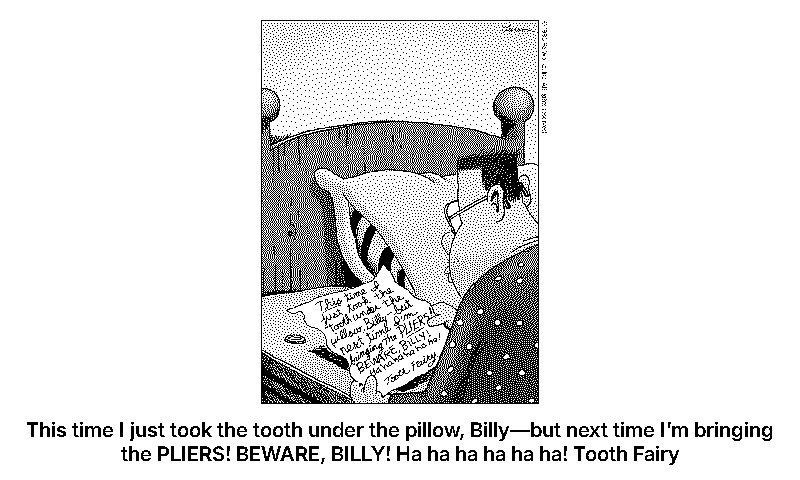 Larson
This time I
just took the
tooth under the
pillow, Billy—but
next time I'm
bringing the PLIERS!
BEWARE, BILLY!
Ha ha ha ha ha ha!
Tooth Fairy
This time I just took the tooth under the pillow, Billy—but next time I'm bringing
the PLIERS! BEWARE, BILLY! Ha ha ha ha ha ha! Tooth Fairy